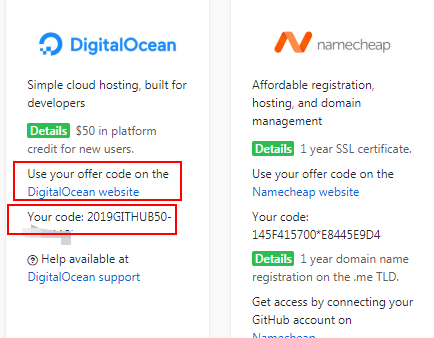 DigitalOcean
Simple cloud hosting, built for
developers
Details $50 in platform
credit for new users.
Use your offer code on the
DigitalOcean website
Your code: 2019GITHUB50-
Help available at
DigitalOcean support
namecheap
Affordable registration,
hosting, and domain
management
Details 1 year SSL certificate.
Use your offer code on the
Namecheap website
Your code:
145F415700*E8445E9D4
Details 1 year domain name
registration on the .me TLD.
Get access by connecting your
GitHub account on
Namecheap